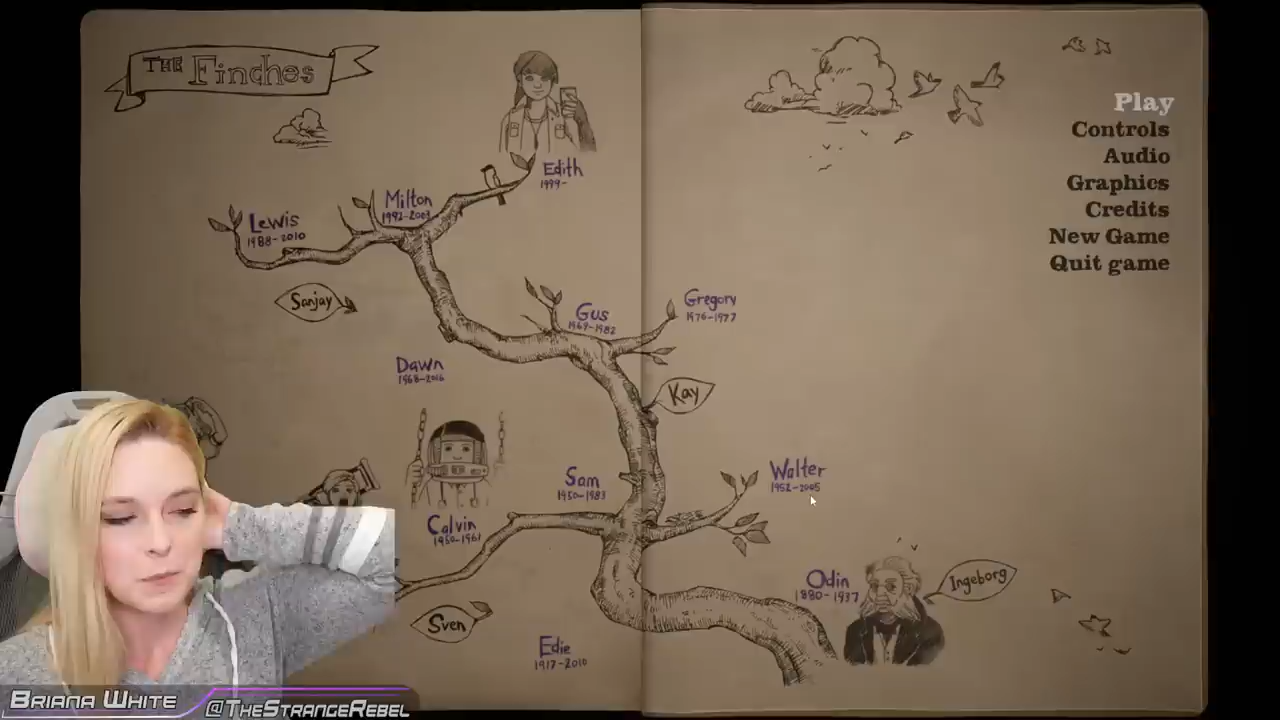 THE Finches
Play
Controls
Audio
Graphics
Credits
New Game
Quit game
Edith
1999-
Milton
1992-2003
Lewis
1988-2010
Sanjay
Gus
1969-1982
Gregory
1976-1977
Dawn
1968-2016
Kay
Sam
1950-1983
Walter
1952-2005
Calvin
1950-1961
Odin
1880-1937
Ingeborg
Sven
Edie
1917-2010
BRIANA WHITE
@THESTRANGEREBEL